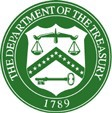 THE DEPARTMENT OF THE TREASURY
1789